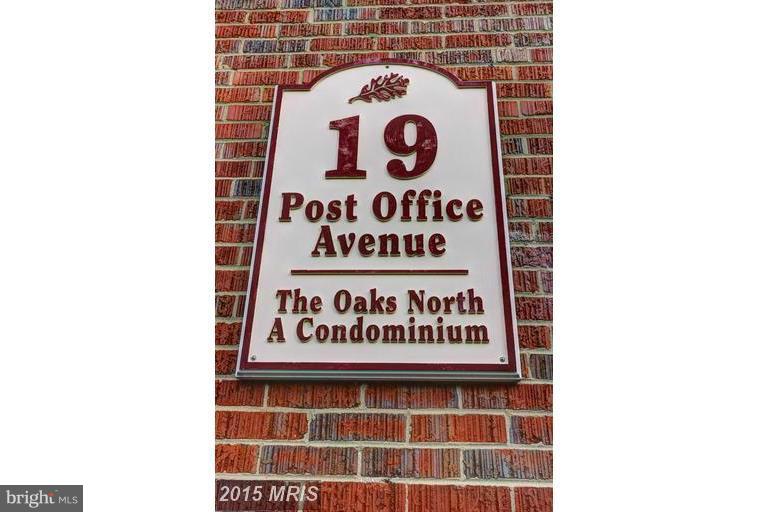 19
Post Office
Avenue
The Oaks North
A Condominium
2015 MRIS
bright MLS